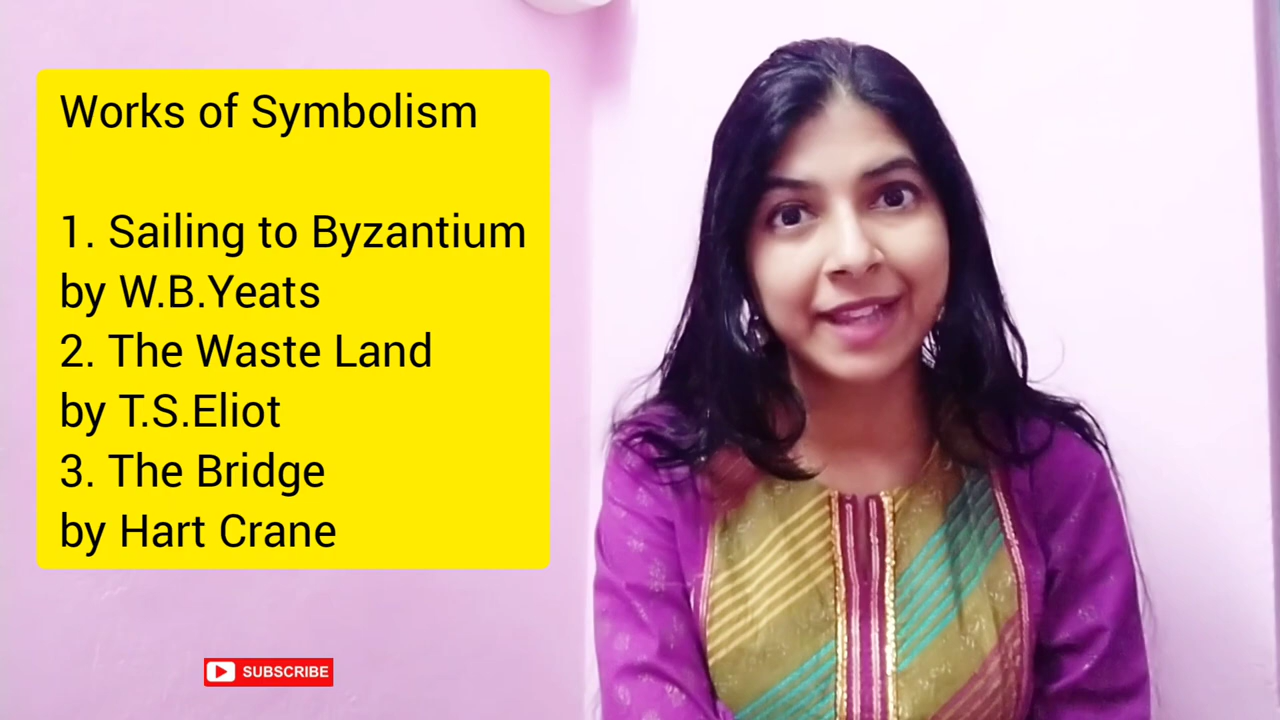 Works of Symbolism
1. Sailing to Byzantium
by W.B.Yeats
2. The Waste Land
by T.S.Eliot
3. The Bridge
by Hart Crane
SUBSCRIBE